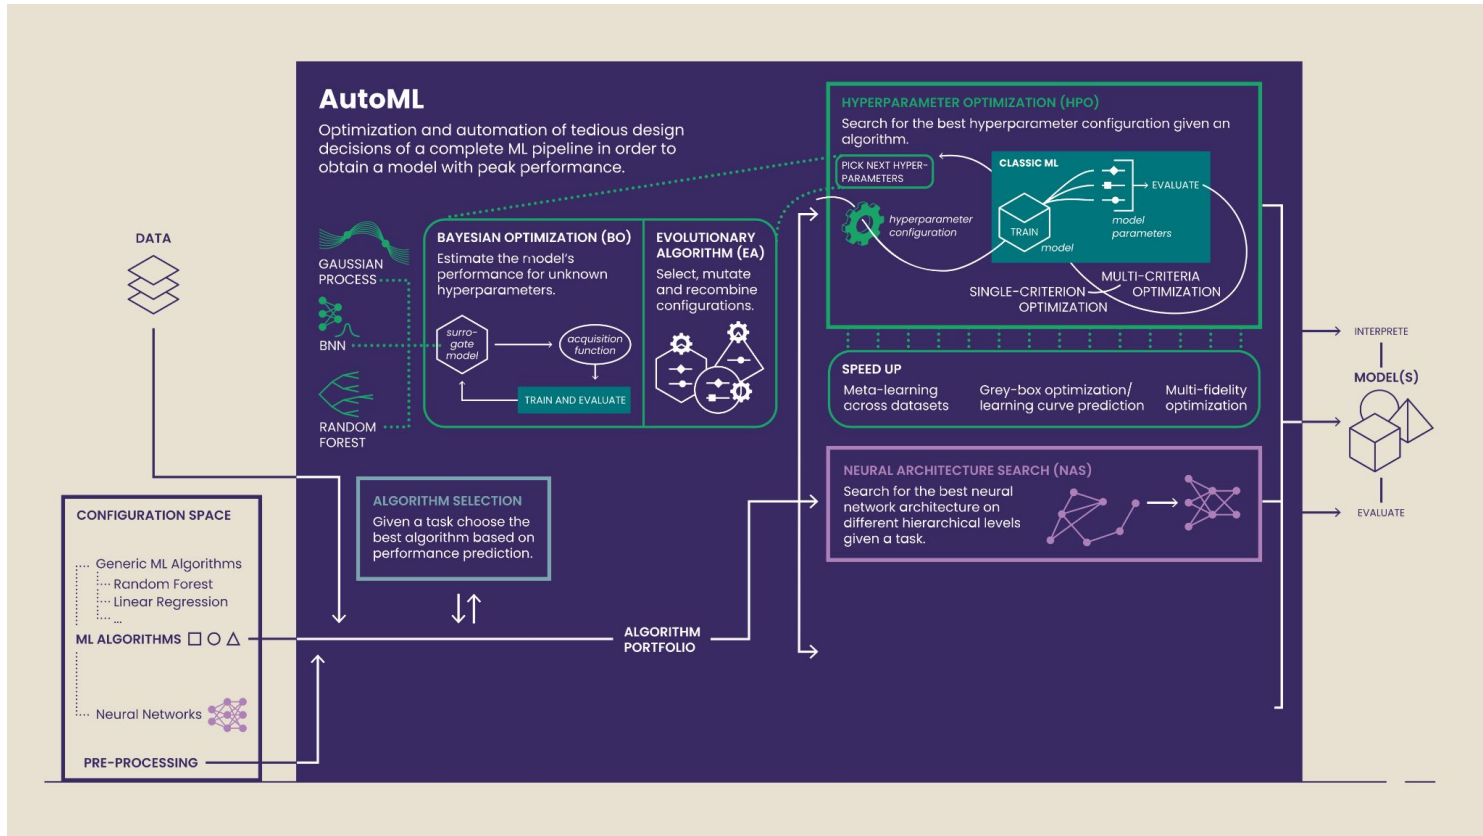 AutoML
Optimization and automation of tedious design
decisions of a complete ML pipeline in order to
obtain a model with peak performance.
DATA
GAUSSIAN
PROCESS
BNN
RANDOM
FOREST
BAYESIAN OPTIMIZATION (BO)
Estimate the model's
performance for unknown
hyperparameters.
surro-
gate
model
acquisition
function
TRAIN AND EVALUATE
EVOLUTIONARY
ALGORITHM (EA)
Select, mutate
and recombine
configurations.
HYPERPARAMETER OPTIMIZATION (HPO)
Search for the best hyperparameter configuration given an
algorithm.
PICK NEXT HYPER-
PARAMETERS
hyperparameter
configuration
CLASSIC ML
TRAIN
model
EVALUATE
model
parameters
MULTI-CRITERIA
OPTIMIZATION
SINGLE-CRITERION
OPTIMIZATION
SPEED UP
Meta-learning
across datasets
Grey-box optimization/
learning curve prediction
Multi-fidelity
optimization
NEURAL ARCHITECTURE SEARCH (NAS)
Search for the best neural
network architecture on
different hierarchical levels
given a task.
ALGORITHM SELECTION
Given a task choose the
best algorithm based on
performance prediction.
CONFIGURATION SPACE
Generic ML Algorithms
Random Forest
Linear Regression
...
ML ALGORITHMS
Neural Networks
PRE-PROCESSING
ALGORITHM
PORTFOLIO
INTERPRETE
MODEL(S)
EVALUATE